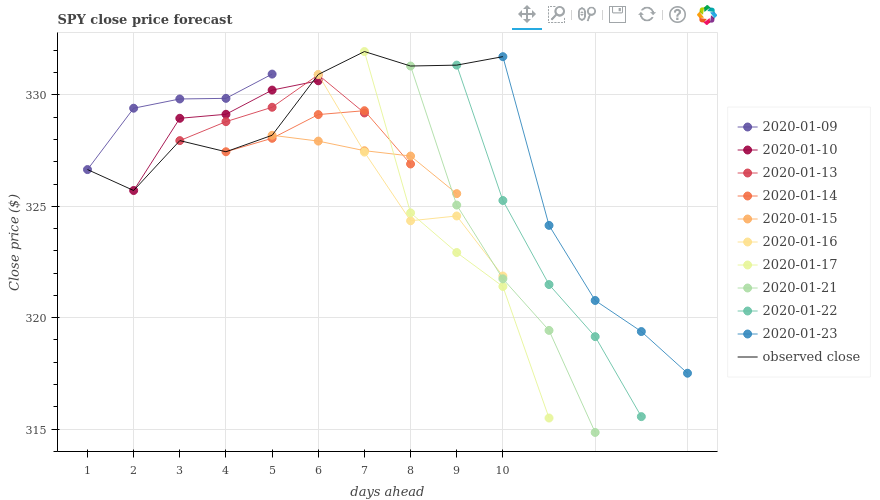 SPY close price forecast
330
325
320
315
Close price ($)
1 2 3 4 5 6 7 8 9 10
days ahead
2020-01-09
2020-01-10
2020-01-13
2020-01-14
2020-01-15
2020-01-16
2020-01-17
2020-01-21
2020-01-22
2020-01-23
observed close